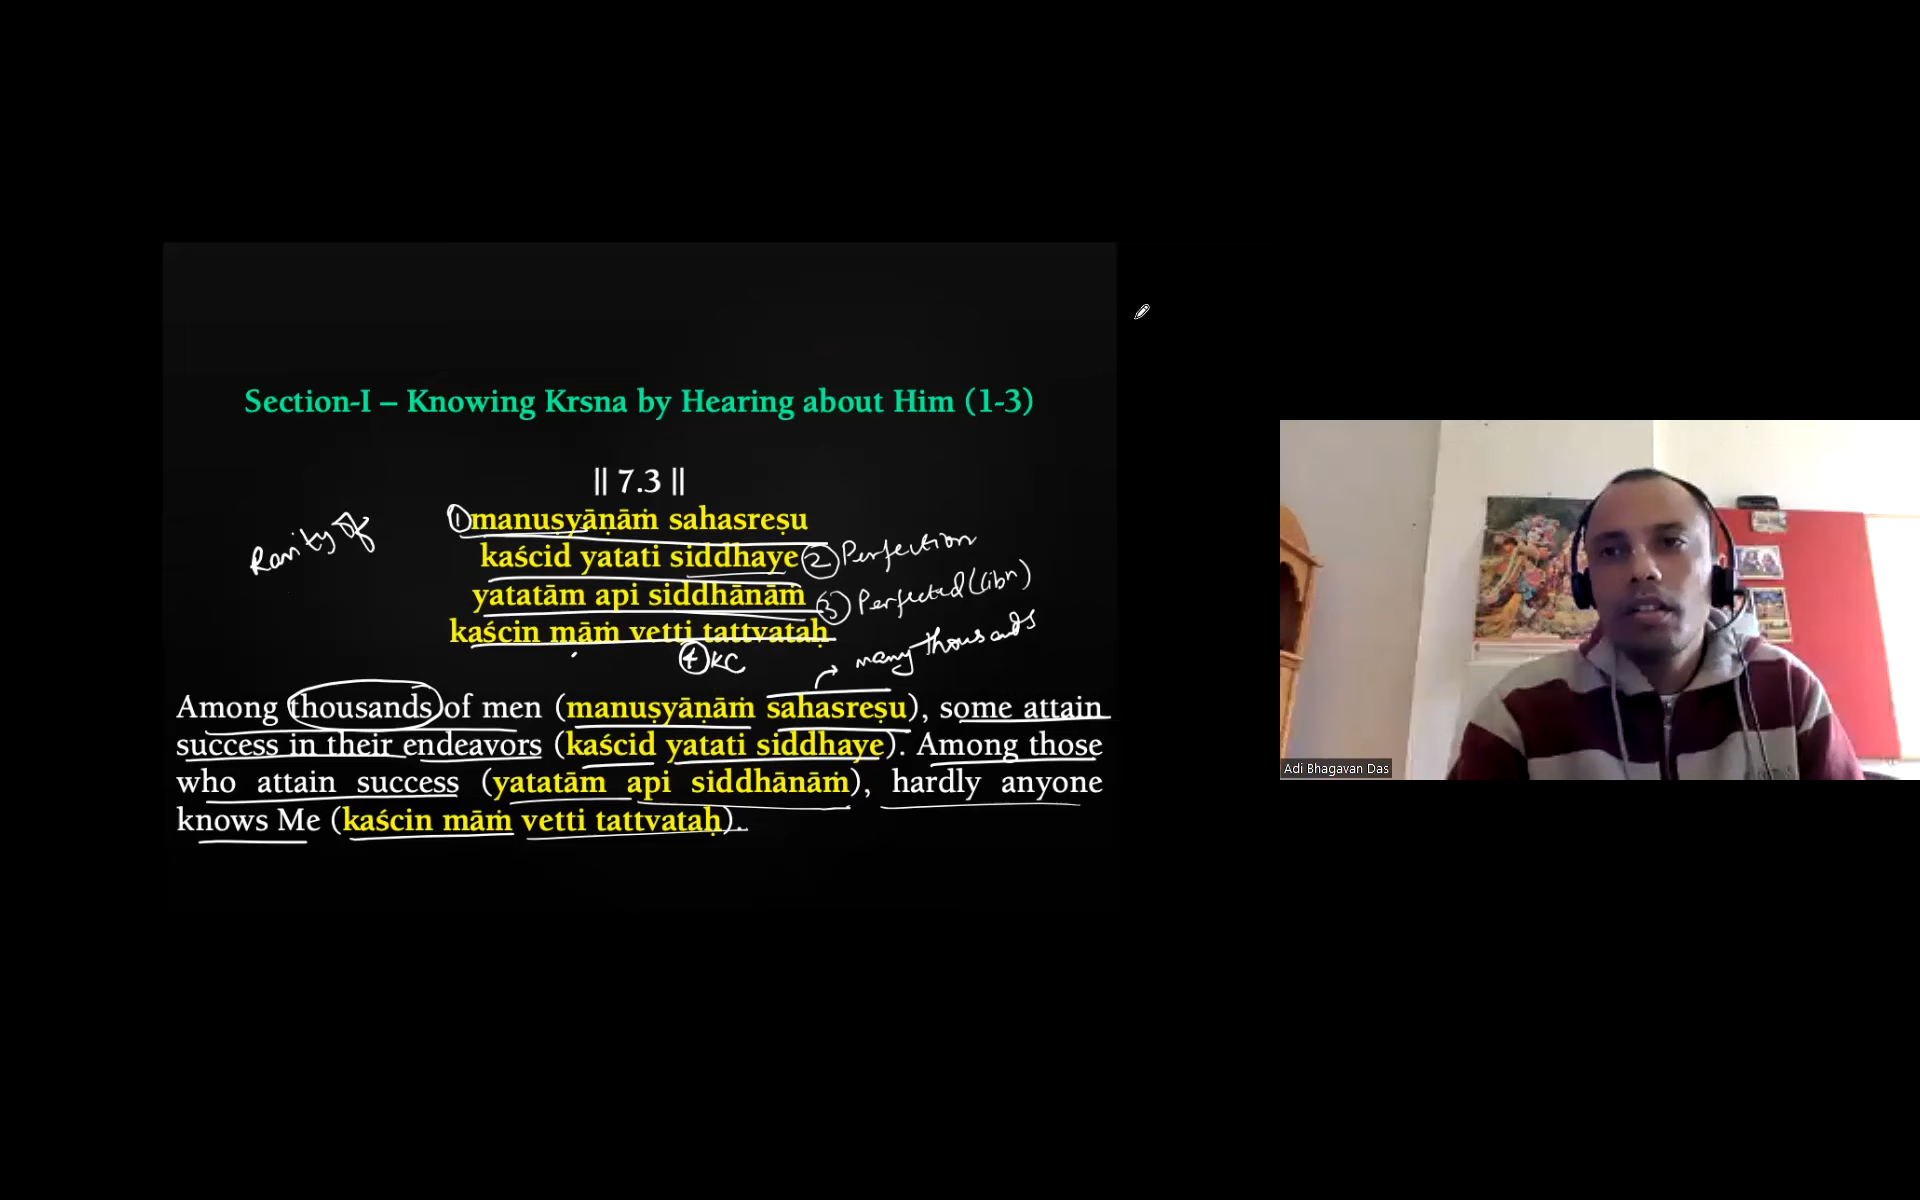 Section-I – Knowing Krsna by Hearing about Him (1-3)
|| 7.3 ||
Rarity of
① manuṣyāṇāṁ sahasreṣu
kaścid yatati siddhaye ② Perfection
yatatām api siddhānāṁ ③ Perfected (libn)
kaścin māṁ vetti tattvataḥ
④ KC
many thousands
Among thousands of men (manuṣyāṇāṁ sahasreṣu), some attain
success in their endeavors (kaścid yatati siddhaye). Among those
who attain success (yatatām api siddhānāṁ), hardly anyone
knows Me (kaścin māṁ vetti tattvataḥ).
Adi Bhagavan Das